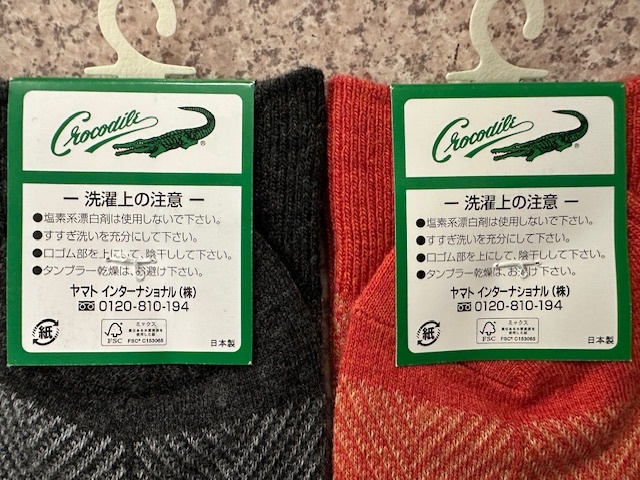 Crocodile
®
ー 洗濯上の注意 ー
●塩素系漂白剤は使用しないで下さい。
●すすぎ洗いを充分にして下さい。
●口ゴム部を上にして、陰干しして下さい。
●タンブラー乾燥は、お避け下さい。
ヤマト インターナショナル(株)
0120-810-194
紙
FSC
ミックス
FSC® C153065
日本製
Crocodile
®
ー 洗濯上の注意 ー
●塩素系漂白剤は使用しないで下さい。
●すすぎ洗いを充分にして下さい。
●口ゴム部を上にして、陰干しして下さい。
●タンブラー乾燥は、お避け下さい。
ヤマト インターナショナル(株)
0120-810-194
紙
FSC
ミックス
FSC® C153065
日本製